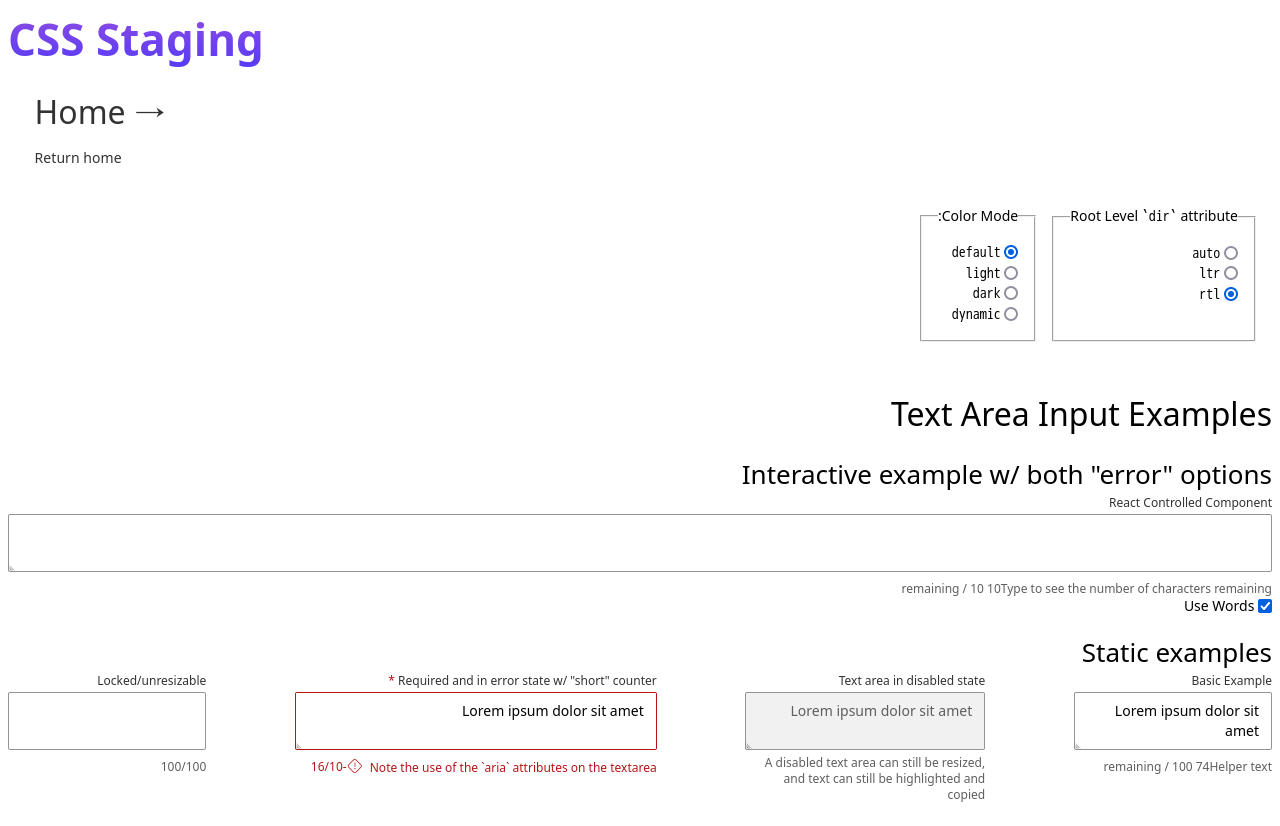 CSS Staging
Home →
Return home
Root Level `dir` attribute
auto
ltr
rtl
:Color Mode
default
light
dark
dynamic
Text Area Input Examples
Interactive example w/ both "error" options
React Controlled Component
remaining / 10 10Type to see the number of characters remaining
Use Words
Static examples
Basic Example
Lorem ipsum dolor sit
amet
remaining / 100 74Helper text
Text area in disabled state
Lorem ipsum dolor sit amet
A disabled text area can still be resized,
and text can still be highlighted and
copied
* Required and in error state w/ "short" counter
Lorem ipsum dolor sit amet
16/10- Note the use of the `aria` attributes on the textarea
Locked/unresizable
100/100